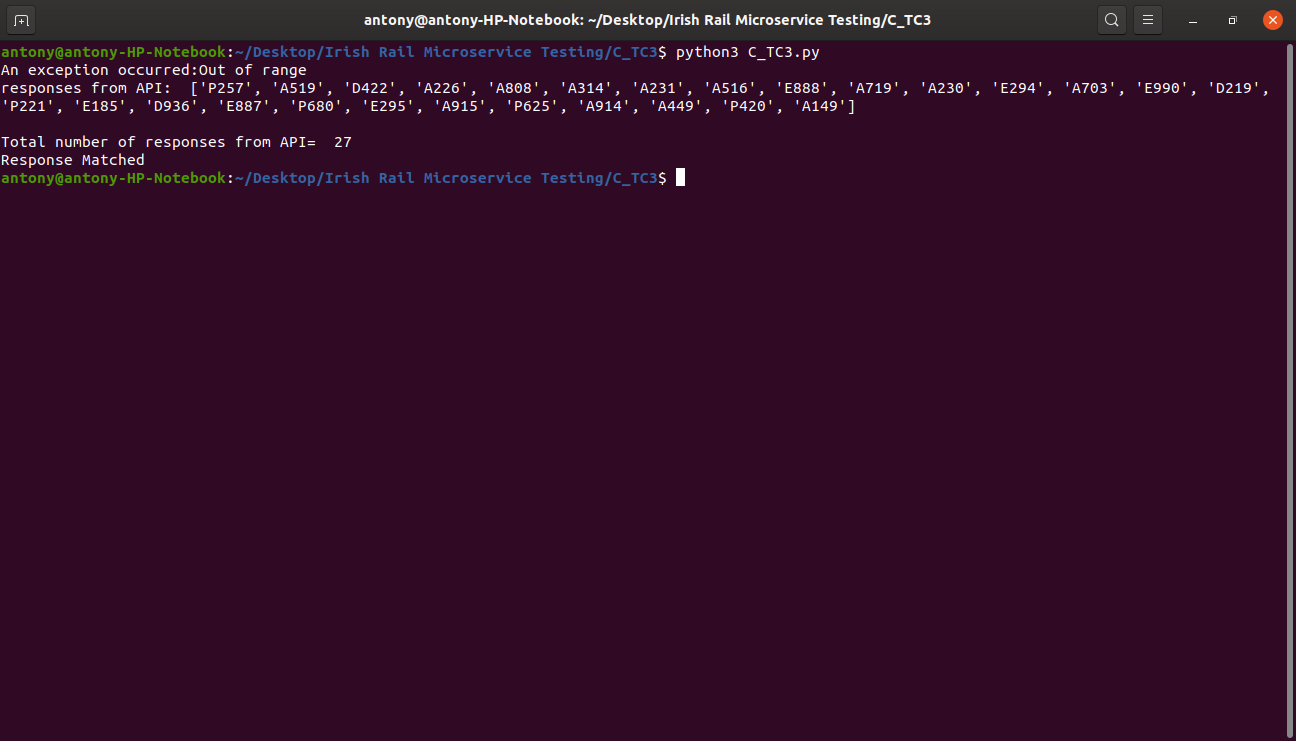 antony@antony-HP-Notebook: ~/Desktop/Irish Rail Microservice Testing/C_TC3
antony@antony-HP-Notebook:~/Desktop/Irish Rail Microservice Testing/C_TC3$ python3 C_TC3.py
An exception occurred:Out of range
responses from API:  ['P257', 'A519', 'D422', 'A226', 'A808', 'A314', 'A231', 'A516', 'E888', 'A719', 'A230', 'E294', 'A703', 'E990', 'D219',
'P221', 'E185', 'D936', 'E887', 'P680', 'E295', 'A915', 'P625', 'A914', 'A449', 'P420', 'A149']
Total number of responses from API=  27
Response Matched
antony@antony-HP-Notebook:~/Desktop/Irish Rail Microservice Testing/C_TC3$